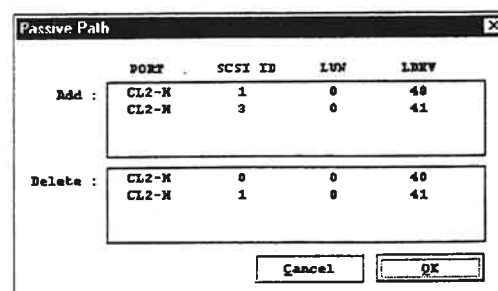 Passive Path
PORT SCSI ID LUN LDEV
Add : CL2-H 1 0 40
CL2-H 3 0 41
Delete : CL2-H 0 0 40
CL2-H 1 0 41
Cancel OK